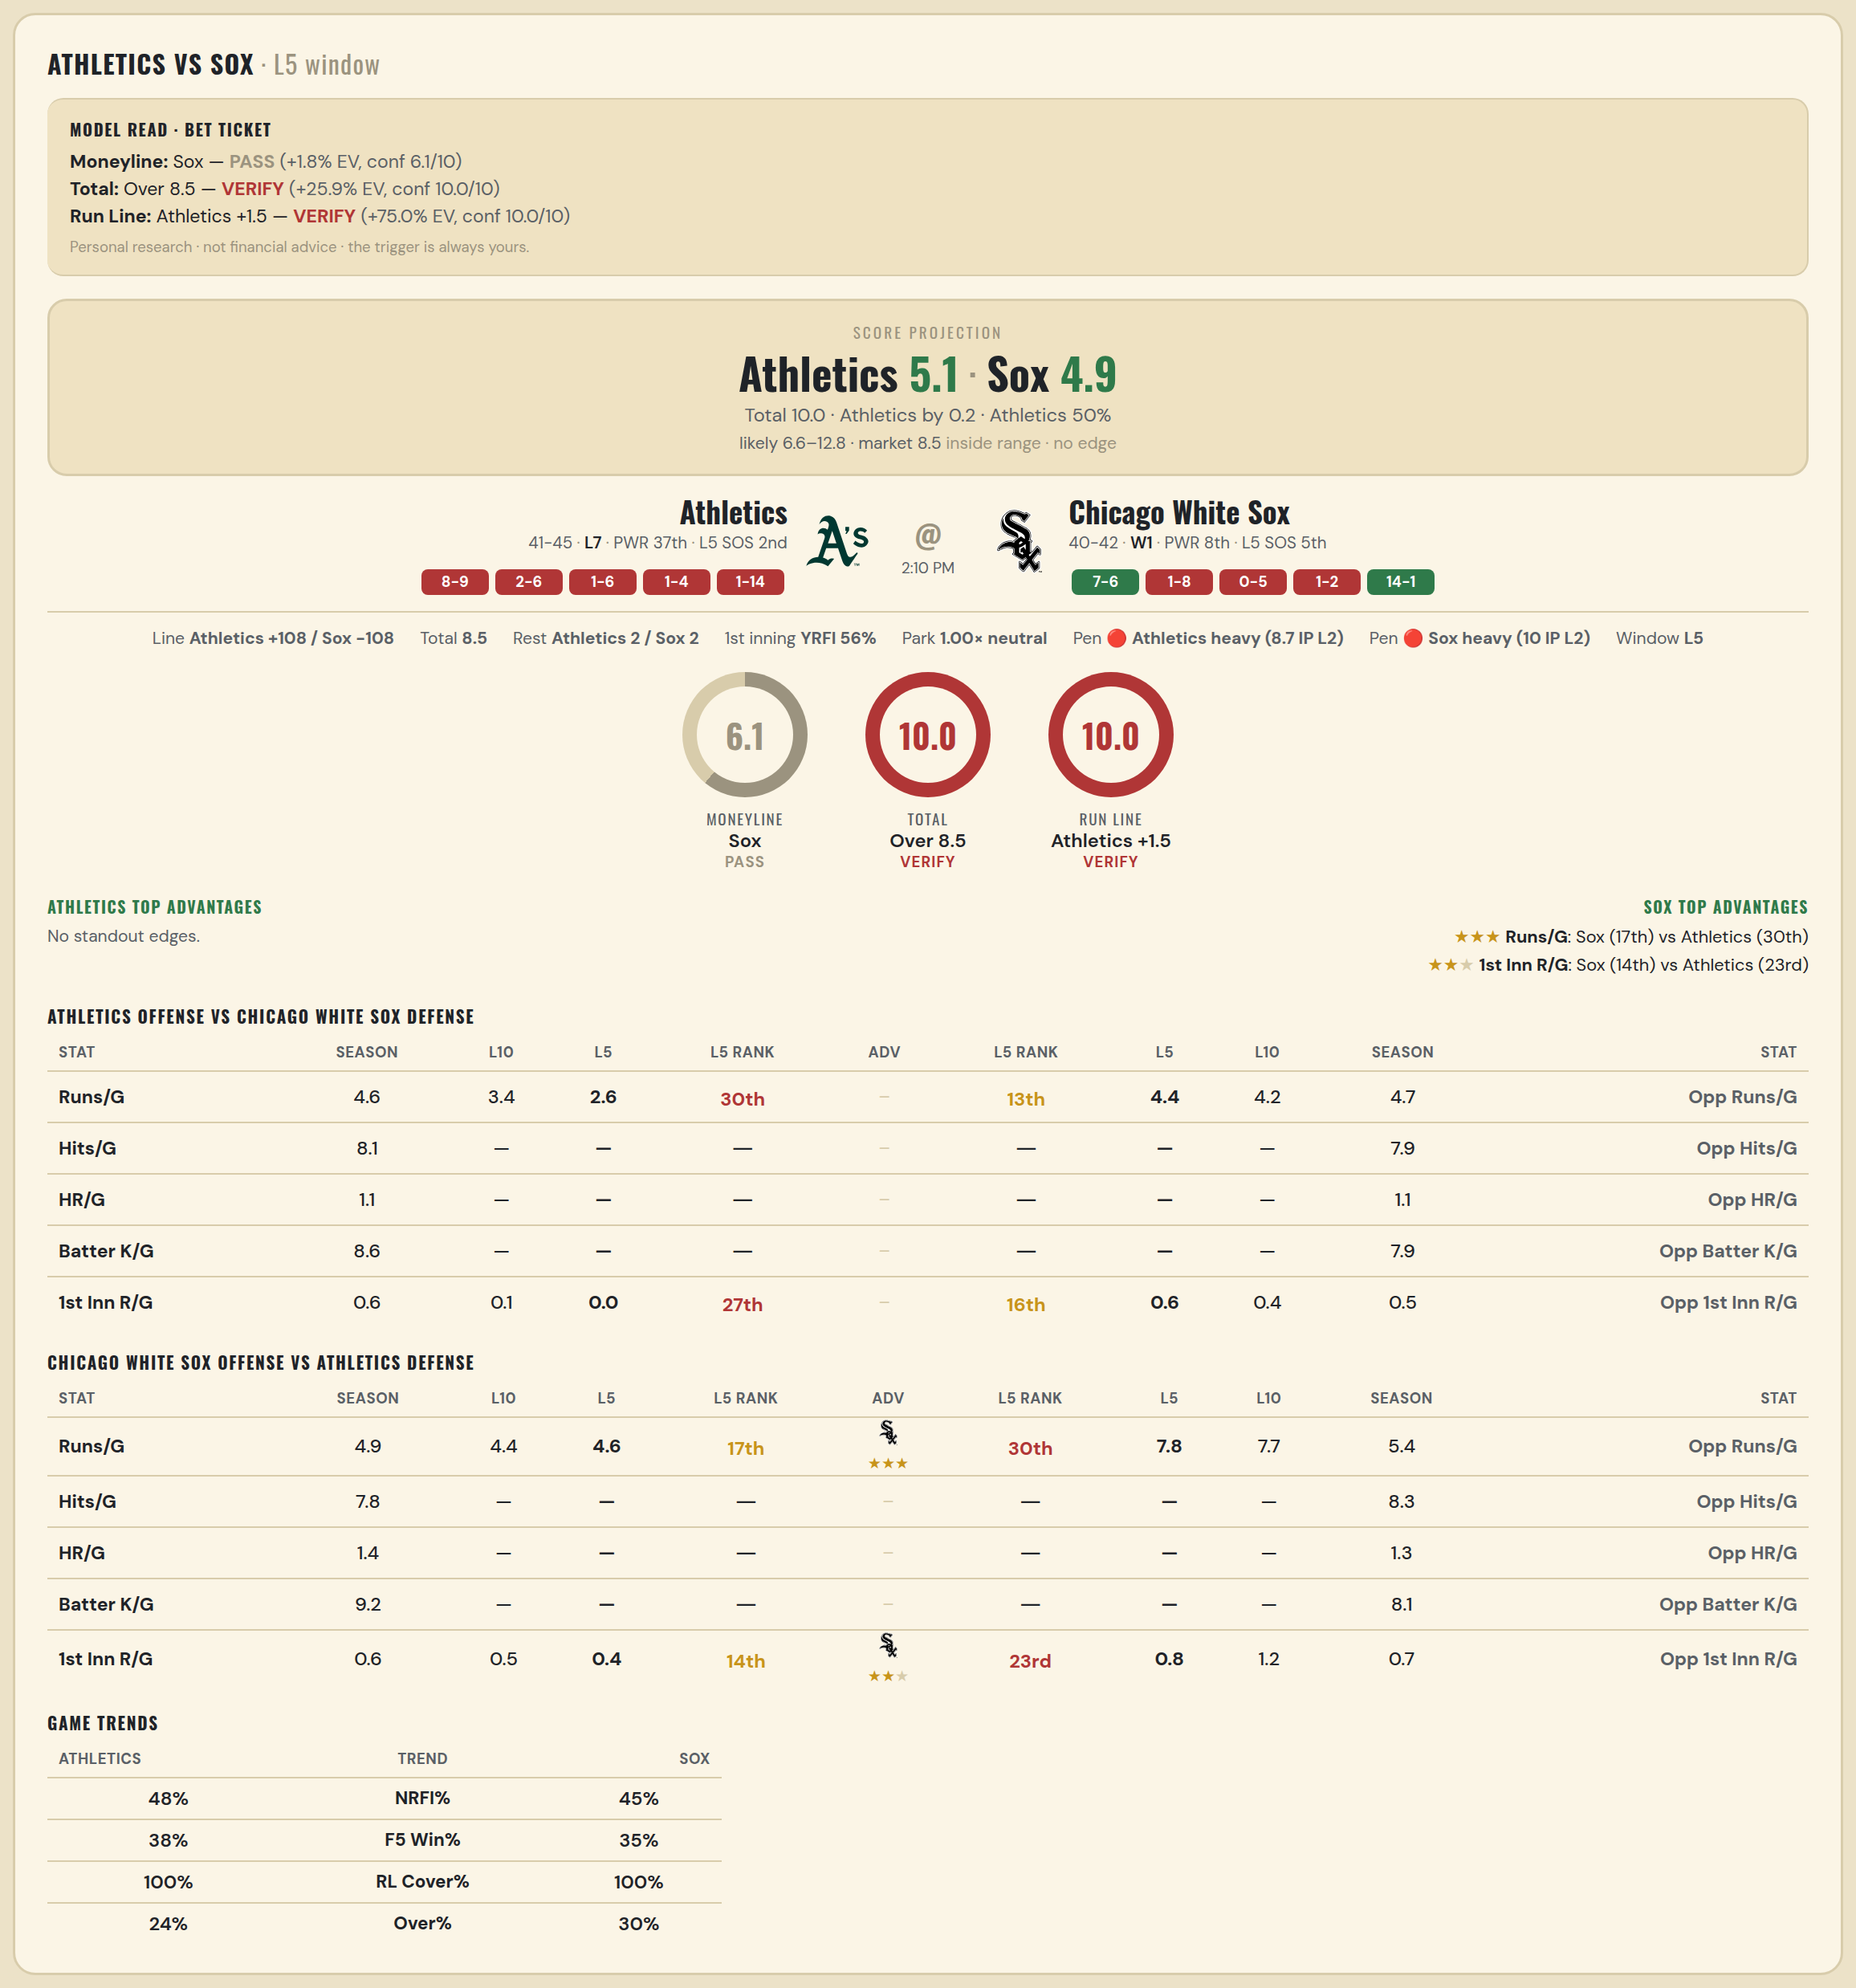 ATHLETICS VS SOX · L5 window
MODEL READ · BET TICKET
Moneyline: Sox — PASS (+1.8% EV, conf 6.1/10)
Total: Over 8.5 — VERIFY (+25.9% EV, conf 10.0/10)
Run Line: Athletics +1.5 — VERIFY (+75.0% EV, conf 10.0/10)
Personal research · not financial advice · the trigger is always yours.
SCORE PROJECTION
Athletics 5.1 · Sox 4.9
Total 10.0 · Athletics by 0.2 · Athletics 50%
likely 6.6–12.8 · market 8.5 inside range · no edge
Athletics
41-45 · L7 · PWR 37th · L5 SOS 2nd
8-9 2-6 1-6 1-4 1-14
A's
@
2:10 PM
Sox
Chicago White Sox
40-42 · W1 · PWR 8th · L5 SOS 5th
7-6 1-8 0-5 1-2 14-1
Line Athletics +108 / Sox -108 Total 8.5 Rest Athletics 2 / Sox 2 1st inning YRFI 56% Park 1.00× neutral Pen 🔴 Athletics heavy (8.7 IP L2) Pen 🔴 Sox heavy (10 IP L2) Window L5
6.1 10.0 10.0
MONEYLINE TOTAL RUN LINE
Sox Over 8.5 Athletics +1.5
PASS VERIFY VERIFY
ATHLETICS TOP ADVANTAGES
No standout edges.
SOX TOP ADVANTAGES
★★★ Runs/G: Sox (17th) vs Athletics (30th)
★★★ 1st Inn R/G: Sox (14th) vs Athletics (23rd)
ATHLETICS OFFENSE VS CHICAGO WHITE SOX DEFENSE
STAT SEASON L10 L5 L5 RANK ADV L5 RANK L5 L10 SEASON STAT
Runs/G 4.6 3.4 2.6 30th – 13th 4.4 4.2 4.7 Opp Runs/G
Hits/G 8.1 — — — – — — — 7.9 Opp Hits/G
HR/G 1.1 — — — – — — — 1.1 Opp HR/G
Batter K/G 8.6 — — — – — — — 7.9 Opp Batter K/G
1st Inn R/G 0.6 0.1 0.0 27th – 16th 0.6 0.4 0.5 Opp 1st Inn R/G
CHICAGO WHITE SOX OFFENSE VS ATHLETICS DEFENSE
STAT SEASON L10 L5 L5 RANK ADV L5 RANK L5 L10 SEASON STAT
Runs/G 4.9 4.4 4.6 17th Sox ★★★ 30th 7.8 7.7 5.4 Opp Runs/G
Hits/G 7.8 — — — – — — — 8.3 Opp Hits/G
HR/G 1.4 — — — – — — — 1.3 Opp HR/G
Batter K/G 9.2 — — — – — — — 8.1 Opp Batter K/G
1st Inn R/G 0.6 0.5 0.4 14th Sox ★★★ 23rd 0.8 1.2 0.7 Opp 1st Inn R/G
GAME TRENDS
ATHLETICS TREND SOX
48% NRFI% 45%
38% F5 Win% 35%
100% RL Cover% 100%
24% Over% 30%